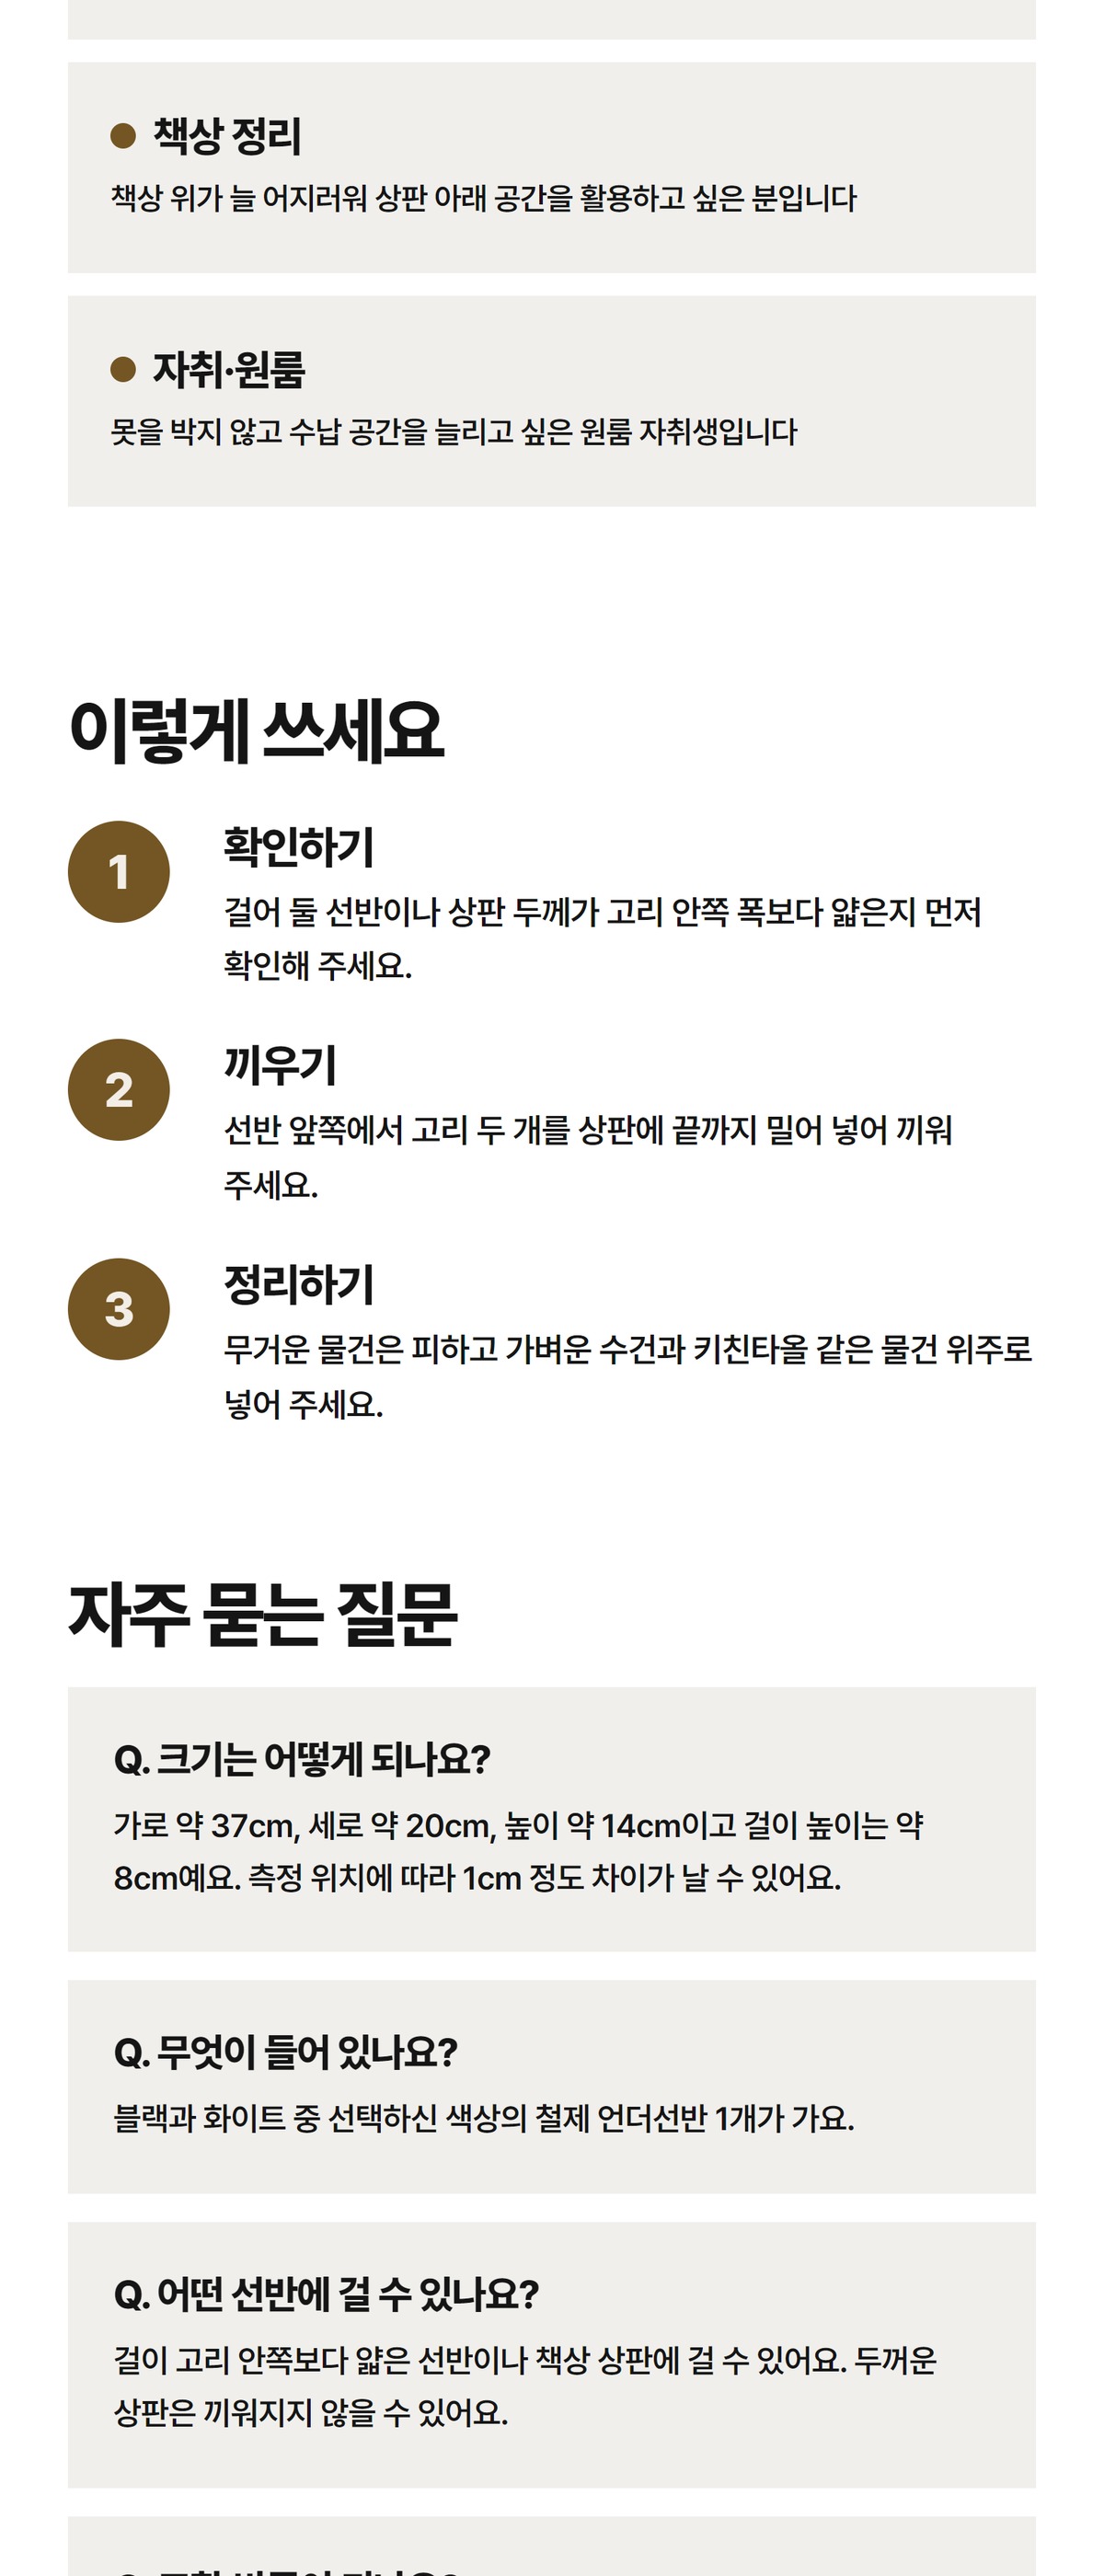 책상 정리
책상 위가 늘 어지러워 상판 아래 공간을 활용하고 싶은 분입니다
자취·원룸
못을 박지 않고 수납 공간을 늘리고 싶은 원룸 자취생입니다
이렇게 쓰세요
1
확인하기
걸어 둘 선반이나 상판 두께가 고리 안쪽 폭보다 얇은지 먼저
확인해 주세요.
2
끼우기
선반 앞쪽에서 고리 두 개를 상판에 끝까지 밀어 넣어 끼워
주세요.
3
정리하기
무거운 물건은 피하고 가벼운 수건과 키친타올 같은 물건 위주로
넣어 주세요.
자주 묻는 질문
Q. 크기는 어떻게 되나요?
가로 약 37cm, 세로 약 20cm, 높이 약 14cm이고 걸이 높이는 약
8cm예요. 측정 위치에 따라 1cm 정도 차이가 날 수 있어요.
Q. 무엇이 들어 있나요?
블랙과 화이트 중 선택하신 색상의 철제 언더선반 1개가 가요.
Q. 어떤 선반에 걸 수 있나요?
걸이 고리 안쪽보다 얇은 선반이나 책상 상판에 걸 수 있어요. 두꺼운
상판은 끼워지지 않을 수 있어요.